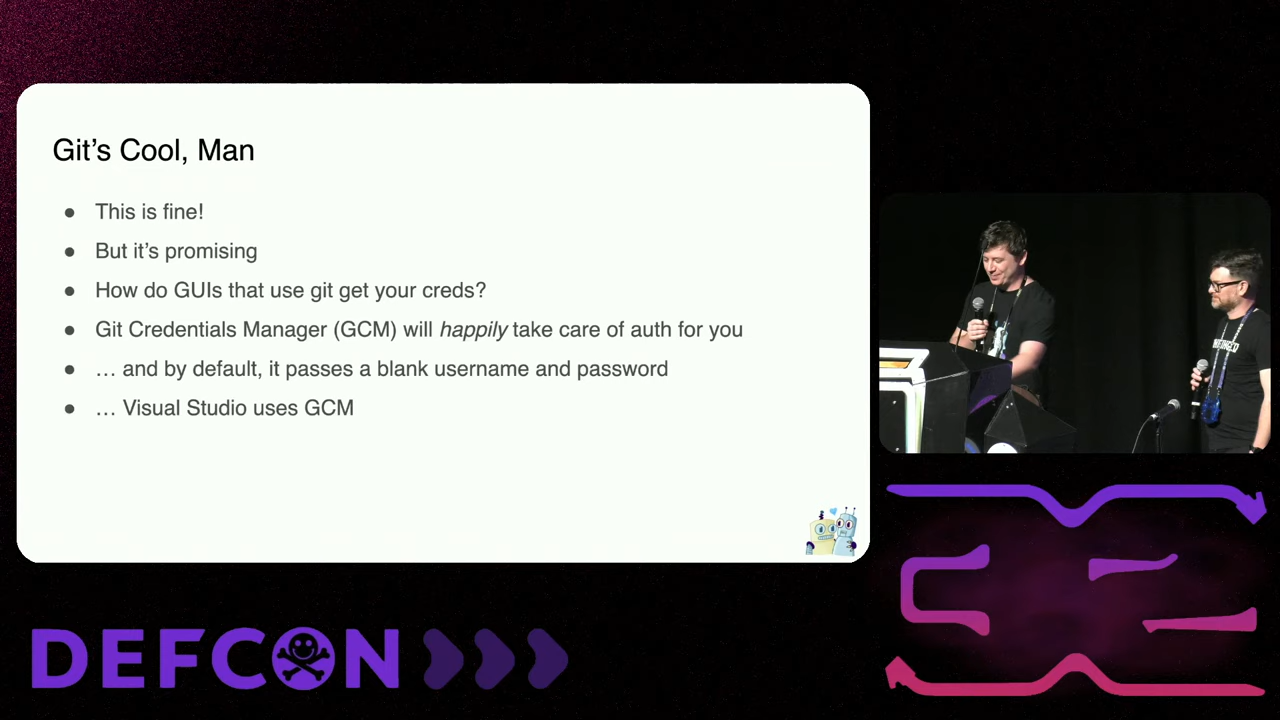 Git’s Cool, Man
● This is fine!
● But it’s promising
● How do GUIs that use git get your creds?
● Git Credentials Manager (GCM) will happily take care of auth for you
● … and by default, it passes a blank username and password
● … Visual Studio uses GCM
DEFCON